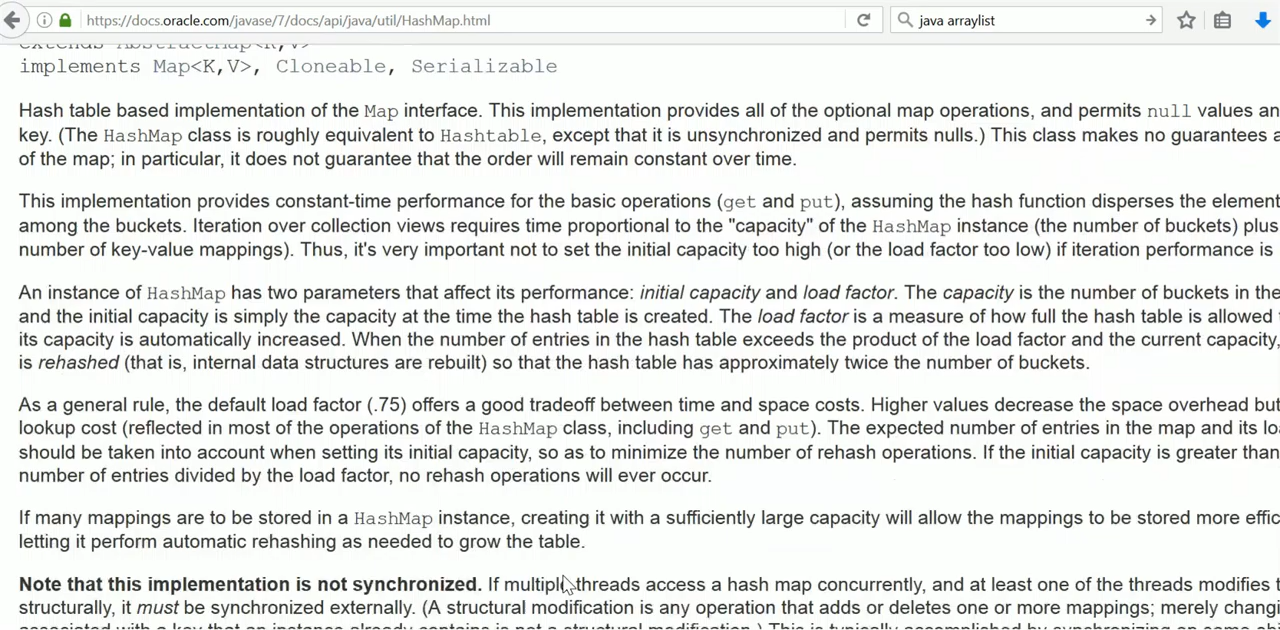 https://docs.oracle.com/javase/7/docs/api/java/util/HashMap.html
java arraylist
extends AbstractMap<K,V>
implements Map<K,V>, Cloneable, Serializable
Hash table based implementation of the Map interface. This implementation provides all of the optional map operations, and permits null values an
key. (The HashMap class is roughly equivalent to Hashtable, except that it is unsynchronized and permits nulls.) This class makes no guarantees a
of the map; in particular, it does not guarantee that the order will remain constant over time.
This implementation provides constant-time performance for the basic operations (get and put), assuming the hash function disperses the element
among the buckets. Iteration over collection views requires time proportional to the "capacity" of the HashMap instance (the number of buckets) plus
number of key-value mappings). Thus, it's very important not to set the initial capacity too high (or the load factor too low) if iteration performance is
An instance of HashMap has two parameters that affect its performance: initial capacity and load factor. The capacity is the number of buckets in the
and the initial capacity is simply the capacity at the time the hash table is created. The load factor is a measure of how full the hash table is allowed
its capacity is automatically increased. When the number of entries in the hash table exceeds the product of the load factor and the current capacity,
is rehashed (that is, internal data structures are rebuilt) so that the hash table has approximately twice the number of buckets.
As a general rule, the default load factor (.75) offers a good tradeoff between time and space costs. Higher values decrease the space overhead but
lookup cost (reflected in most of the operations of the HashMap class, including get and put). The expected number of entries in the map and its lo
should be taken into account when setting its initial capacity, so as to minimize the number of rehash operations. If the initial capacity is greater than
number of entries divided by the load factor, no rehash operations will ever occur.
If many mappings are to be stored in a HashMap instance, creating it with a sufficiently large capacity will allow the mappings to be stored more effic
letting it perform automatic rehashing as needed to grow the table.
Note that this implementation is not synchronized. If multiple threads access a hash map concurrently, and at least one of the threads modifies t
structurally, it must be synchronized externally. (A structural modification is any operation that adds or deletes one or more mappings; merely changi